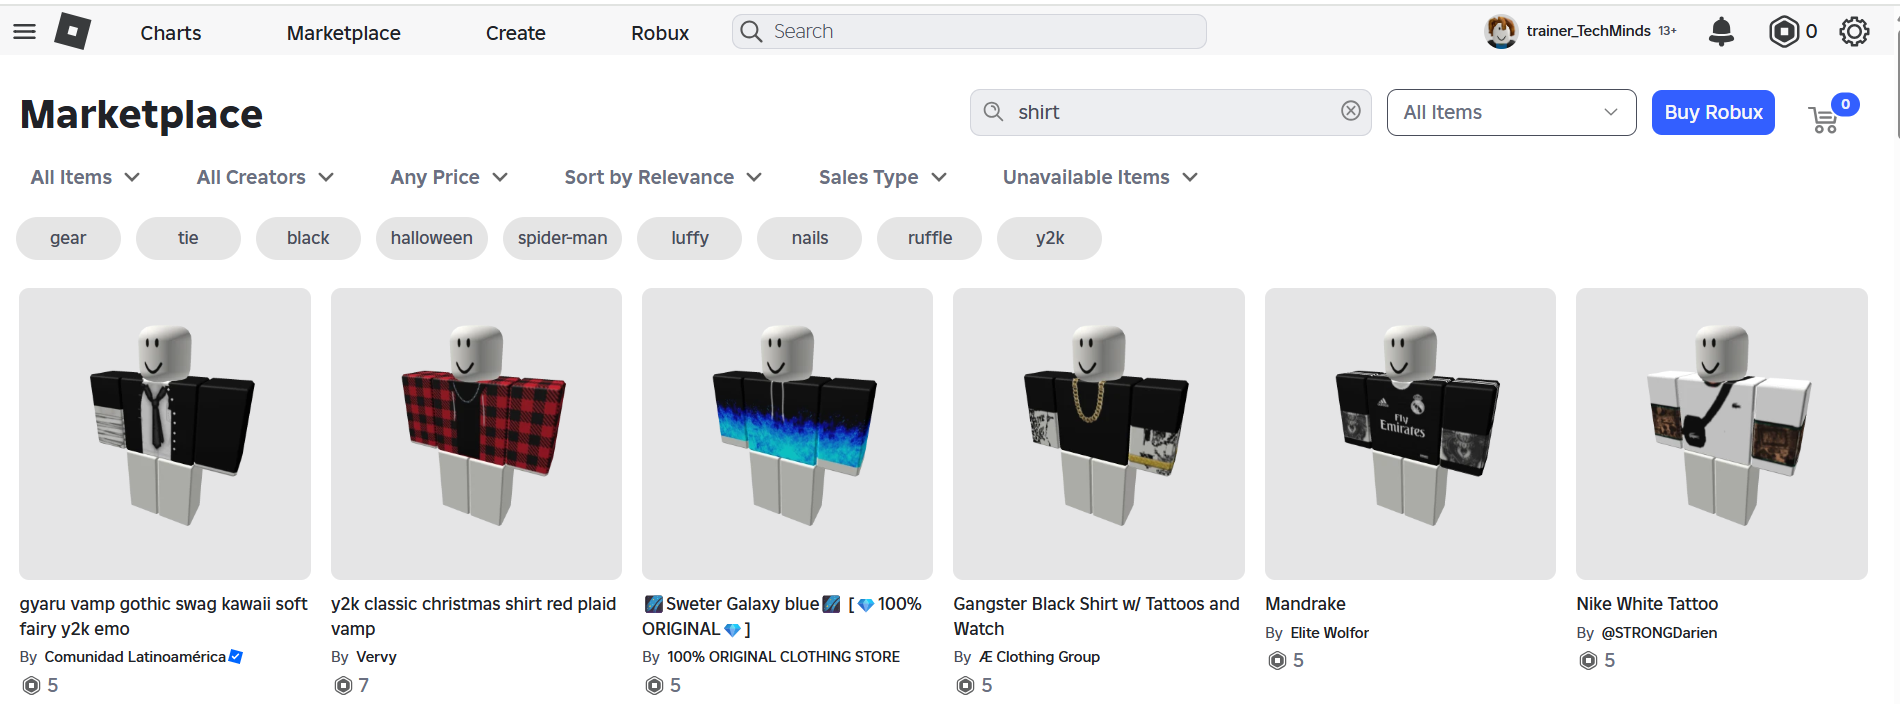 Charts Marketplace Create Robux Search trainer_TechMinds 13+ 0
Marketplace shirt All Items Buy Robux 0
All Items All Creators Any Price Sort by Relevance Sales Type Unavailable Items
gear tie black halloween spider-man luffy nails ruffle y2k
Fly
Emirates
gyaru vamp gothic swag kawaii soft
fairy y2k emo
By Comunidad Latinoamérica
5
y2k classic christmas shirt red plaid
vamp
By Vervy
7
Sweter Galaxy blue [💎100%
ORIGINAL💎]
By 100% ORIGINAL CLOTHING STORE
5
Gangster Black Shirt w/ Tattoos and
Watch
By Æ Clothing Group
5
Mandrake
By Elite Wolfor
5
Nike White Tattoo
By @STRONGDarien
5